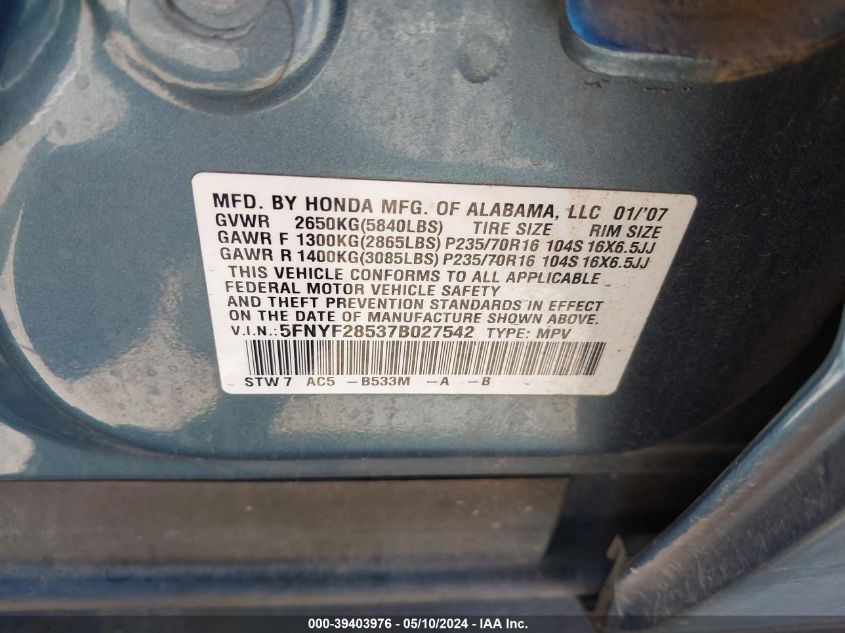 MFD. BY HONDA MFG. OF ALABAMA, LLC 01/'07
GVWR 2650KG(5840LBS) TIRE SIZE RIM SIZE
GAWR F 1300KG(2865LBS) P235/70R16 104S 16X6.5JJ
GAWR R 1400KG(3085LBS) P235/70R16 104S 16X6.5JJ
THIS VEHICLE CONFORMS TO ALL APPLICABLE
FEDERAL MOTOR VEHICLE SAFETY
AND THEFT PREVENTION STANDARDS IN EFFECT
ON THE DATE OF MANUFACTURE SHOWN ABOVE.
V.I.N.: 5FNYF28537B027542 TYPE: MPV
STW7 AC5 -B533M -A -B
000-39403976 - 05/10/2024 - IAA Inc.